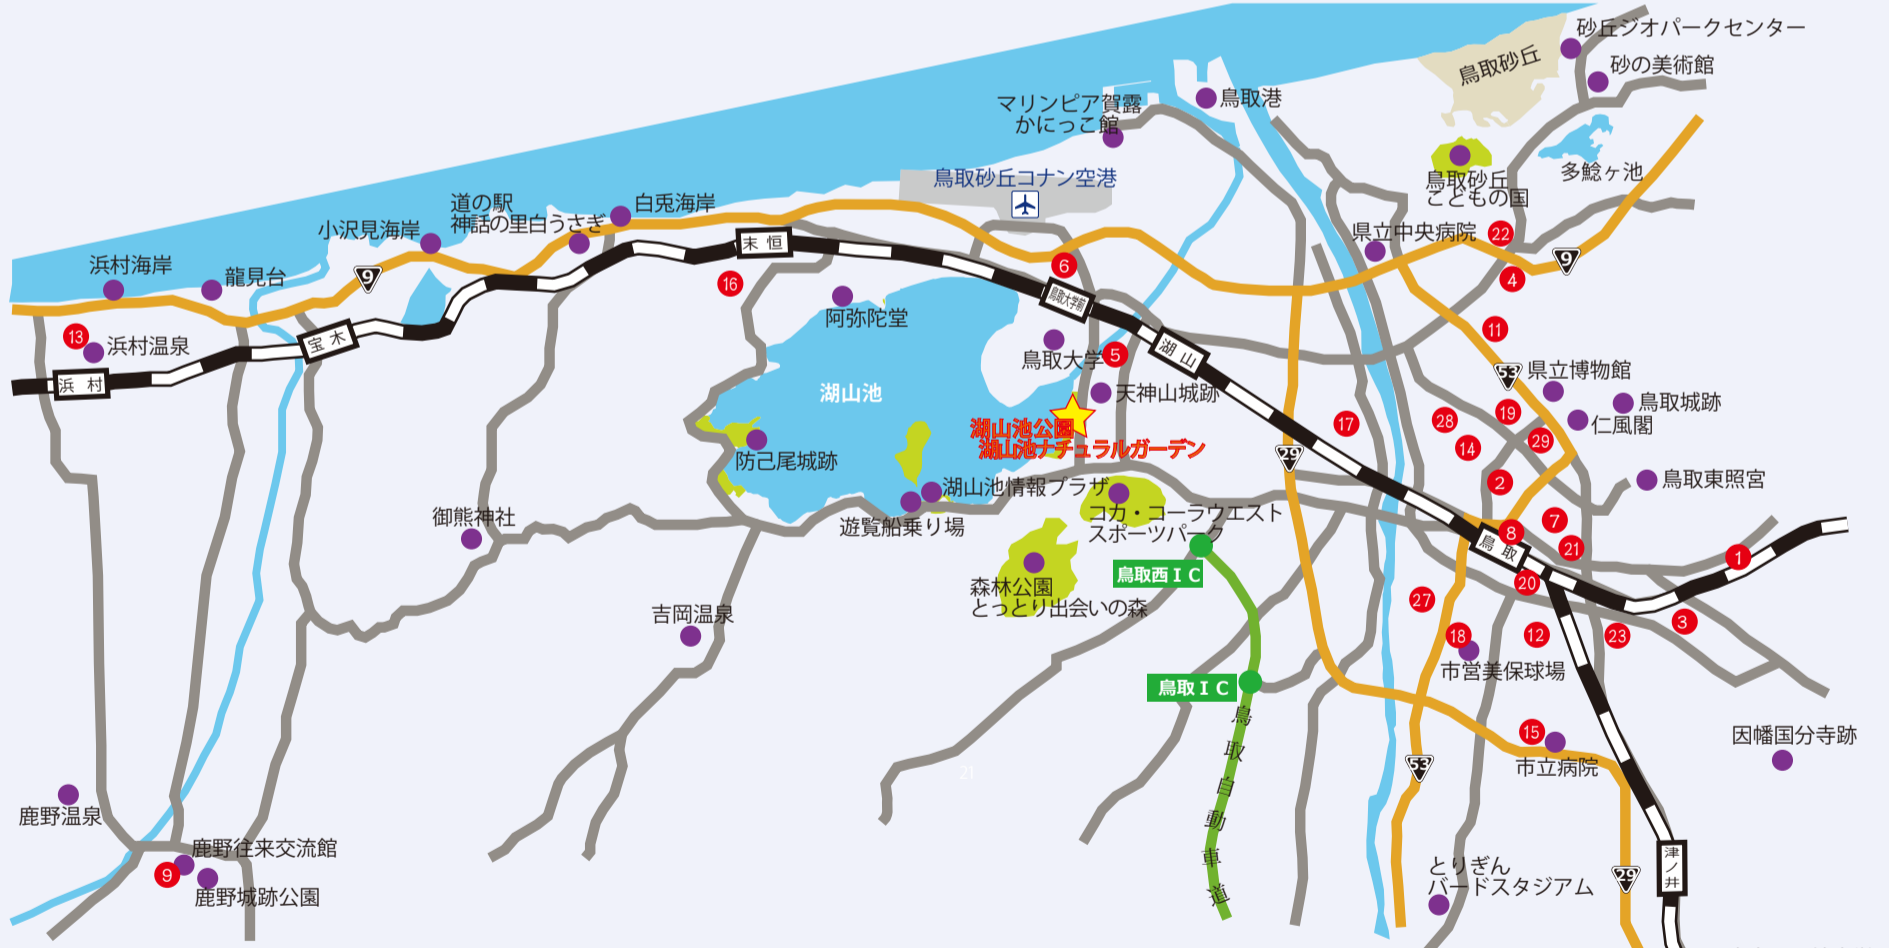 砂丘ジオパークセンター
砂の美術館
鳥取砂丘
鳥取港
マリンピア賀露
かにっこ館
鳥取砂丘
こどもの国
多鯰ヶ池
鳥取砂丘コナン空港
道の駅
神話の里白うさぎ
白兎海岸
小沢見海岸
浜村海岸
龍見台
9
末恒
県立中央病院
22
9
4
6
16
鳥取大学前
阿弥陀堂
13
浜村温泉
宝木
浜村
11
鳥取大学
5
湖山
53
県立博物館
湖山池
天神山城跡
鳥取城跡
仁風閣
湖山池公園
湖山池ナチュラルガーデン
17
28
19
14
29
防己尾城跡
29
2
鳥取東照宮
湖山池情報プラザ
遊覧船乗り場
コカ・コーラウエスト
スポーツパーク
御熊神社
8
7
鳥取
21
1
鳥取西IC
20
森林公園
とっとり出会いの森
27
吉岡温泉
18
12
23
3
市営美保球場
鳥取IC
鳥取自動車道
15
市立病院
因幡国分寺跡
53
21
鹿野温泉
鹿野往来交流館
9
鹿野城跡公園
とりぎん
バードスタジアム
29
津ノ井